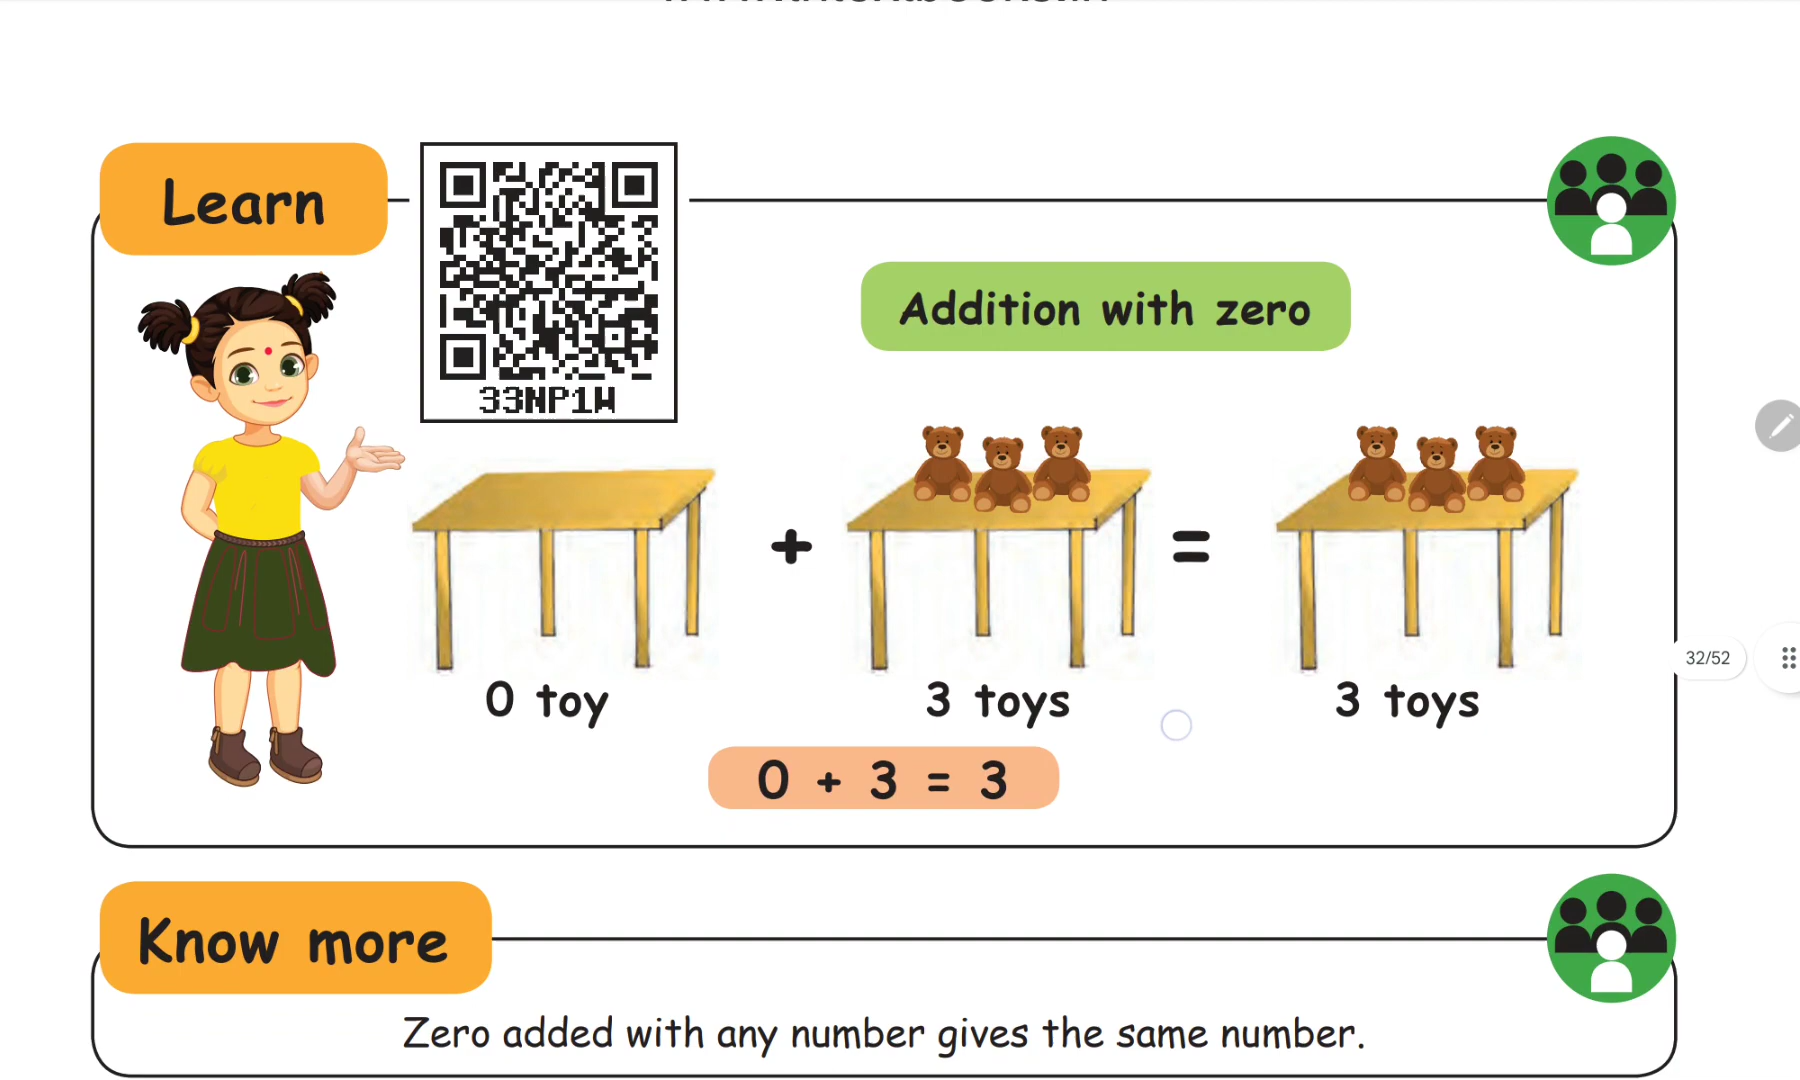 Learn
33NP1W
Addition with zero
+
=
0 toy
3 toys
3 toys
0 + 3 = 3
32/52
Know more
Zero added with any number gives the same number.